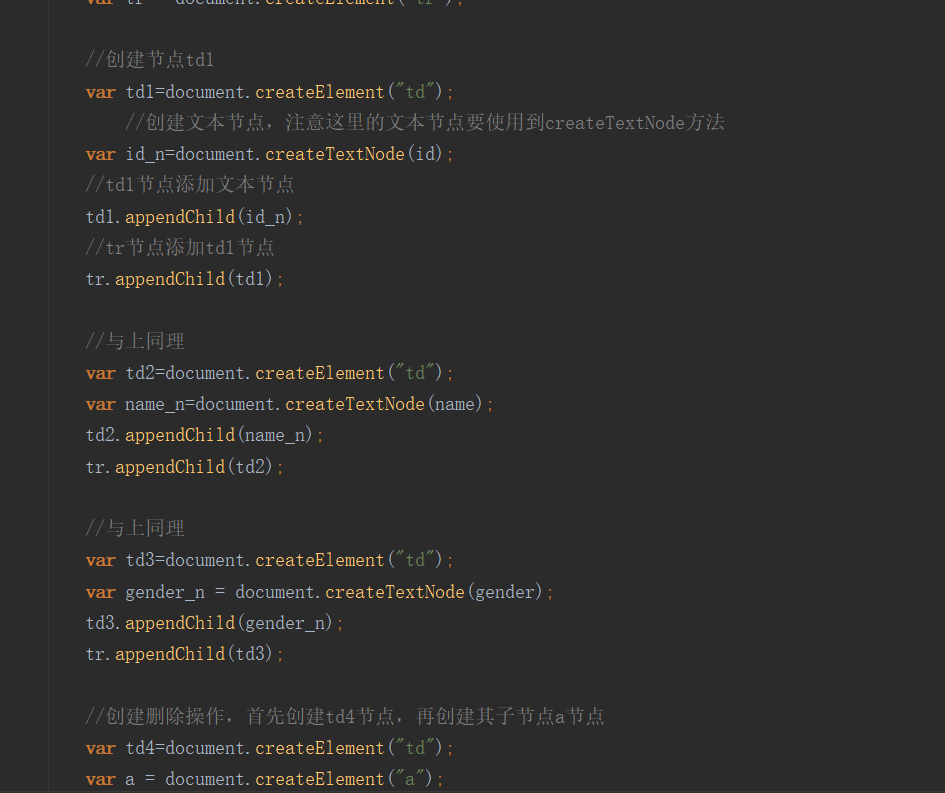 var tr = document.createElement("tr");
//创建节点td1
var td1=document.createElement("td");
//创建文本节点，注意这里的文本节点要使用到createTextNode方法
var id_n=document.createTextNode(id);
//td1节点添加文本节点
td1.appendChild(id_n);
//tr节点添加td1节点
tr.appendChild(td1);
//与上同理
var td2=document.createElement("td");
var name_n=document.createTextNode(name);
td2.appendChild(name_n);
tr.appendChild(td2);
//与上同理
var td3=document.createElement("td");
var gender_n = document.createTextNode(gender);
td3.appendChild(gender_n);
tr.appendChild(td3);
//创建删除操作，首先创建td4节点，再创建其子节点a节点
var td4=document.createElement("td");
var a = document.createElement("a");